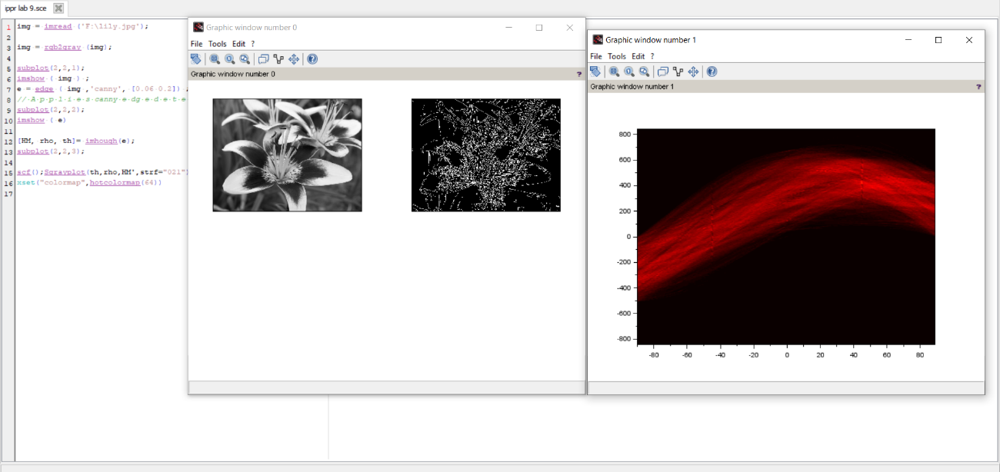 ippr lab 9.sce
1 img = imread ('F:\lily.jpg');
2
3 img = rgb2gray (img);
4
5 subplot(2,2,1);
6 imshow ( img ) ;
7 e = edge ( img ,'canny', [0.06 0.2]) ;
8 // A p p l i e s canny e dg e d e t e
9 subplot(2,2,2);
10 imshow ( e)
11
12 [HM, rho, th]= imhough(e);
13 subplot(2,2,3);
14
15 scf();Sgrayplot(th,rho,HM',strf="021")
16 xset("colormap",hotcolormap(64))
17
Graphic window number 0
File Tools Edit ?
Graphic window number 0
?
Graphic window number 1
File Tools Edit ?
Graphic window number 1
?
800
600
400
200
0
-200
-400
-600
-800
-80 -60 -40 -20 0 20 40 60 80